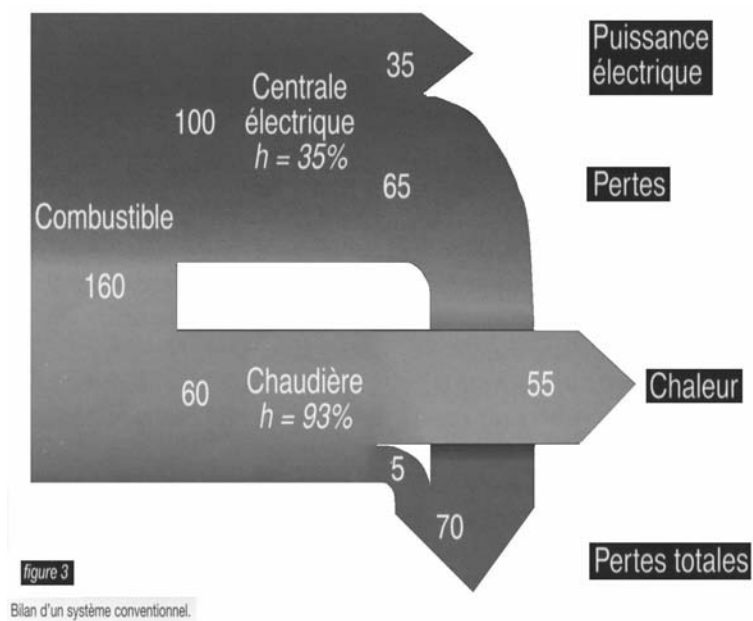 35
Puissance
électrique
Centrale
électrique
h = 35%
100
65
Pertes
Combustible
160
60
Chaudière
h = 93%
55
Chaleur
5
70
Pertes totales
figure 3
Bilan d'un système conventionnel.